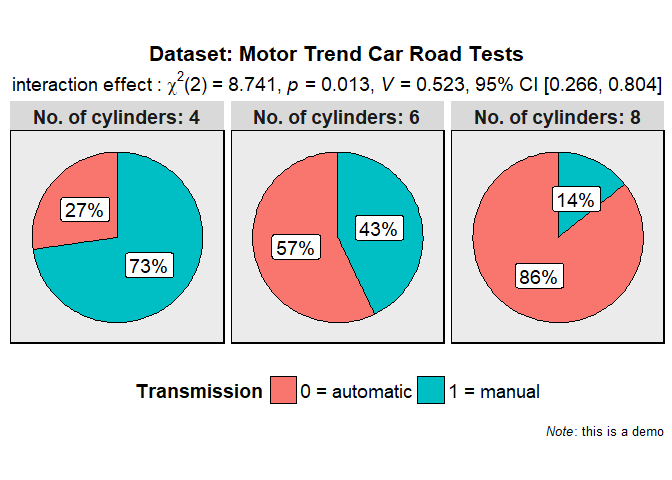 Dataset: Motor Trend Car Road Tests
interaction effect : χ²(2) = 8.741, p = 0.013, V = 0.523, 95% CI [0.266, 0.804]
No. of cylinders: 4
27%
73%
No. of cylinders: 6
43%
57%
No. of cylinders: 8
14%
86%
Transmission 0 = automatic 1 = manual
Note: this is a demo